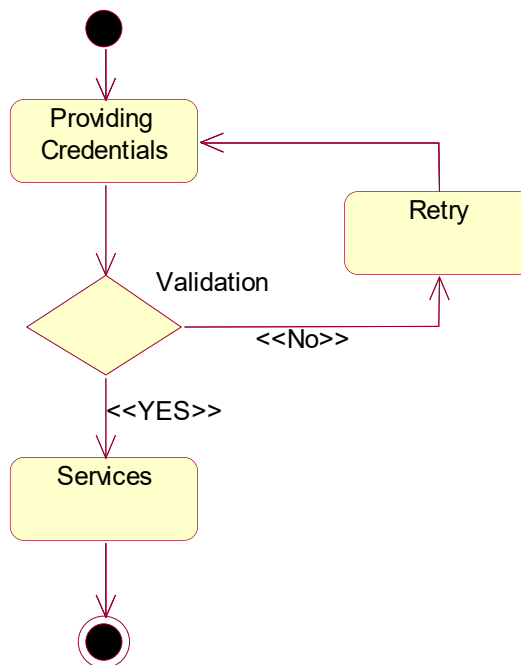 Providing
Credentials
Retry
Validation
<<No>>
<<YES>>
Services